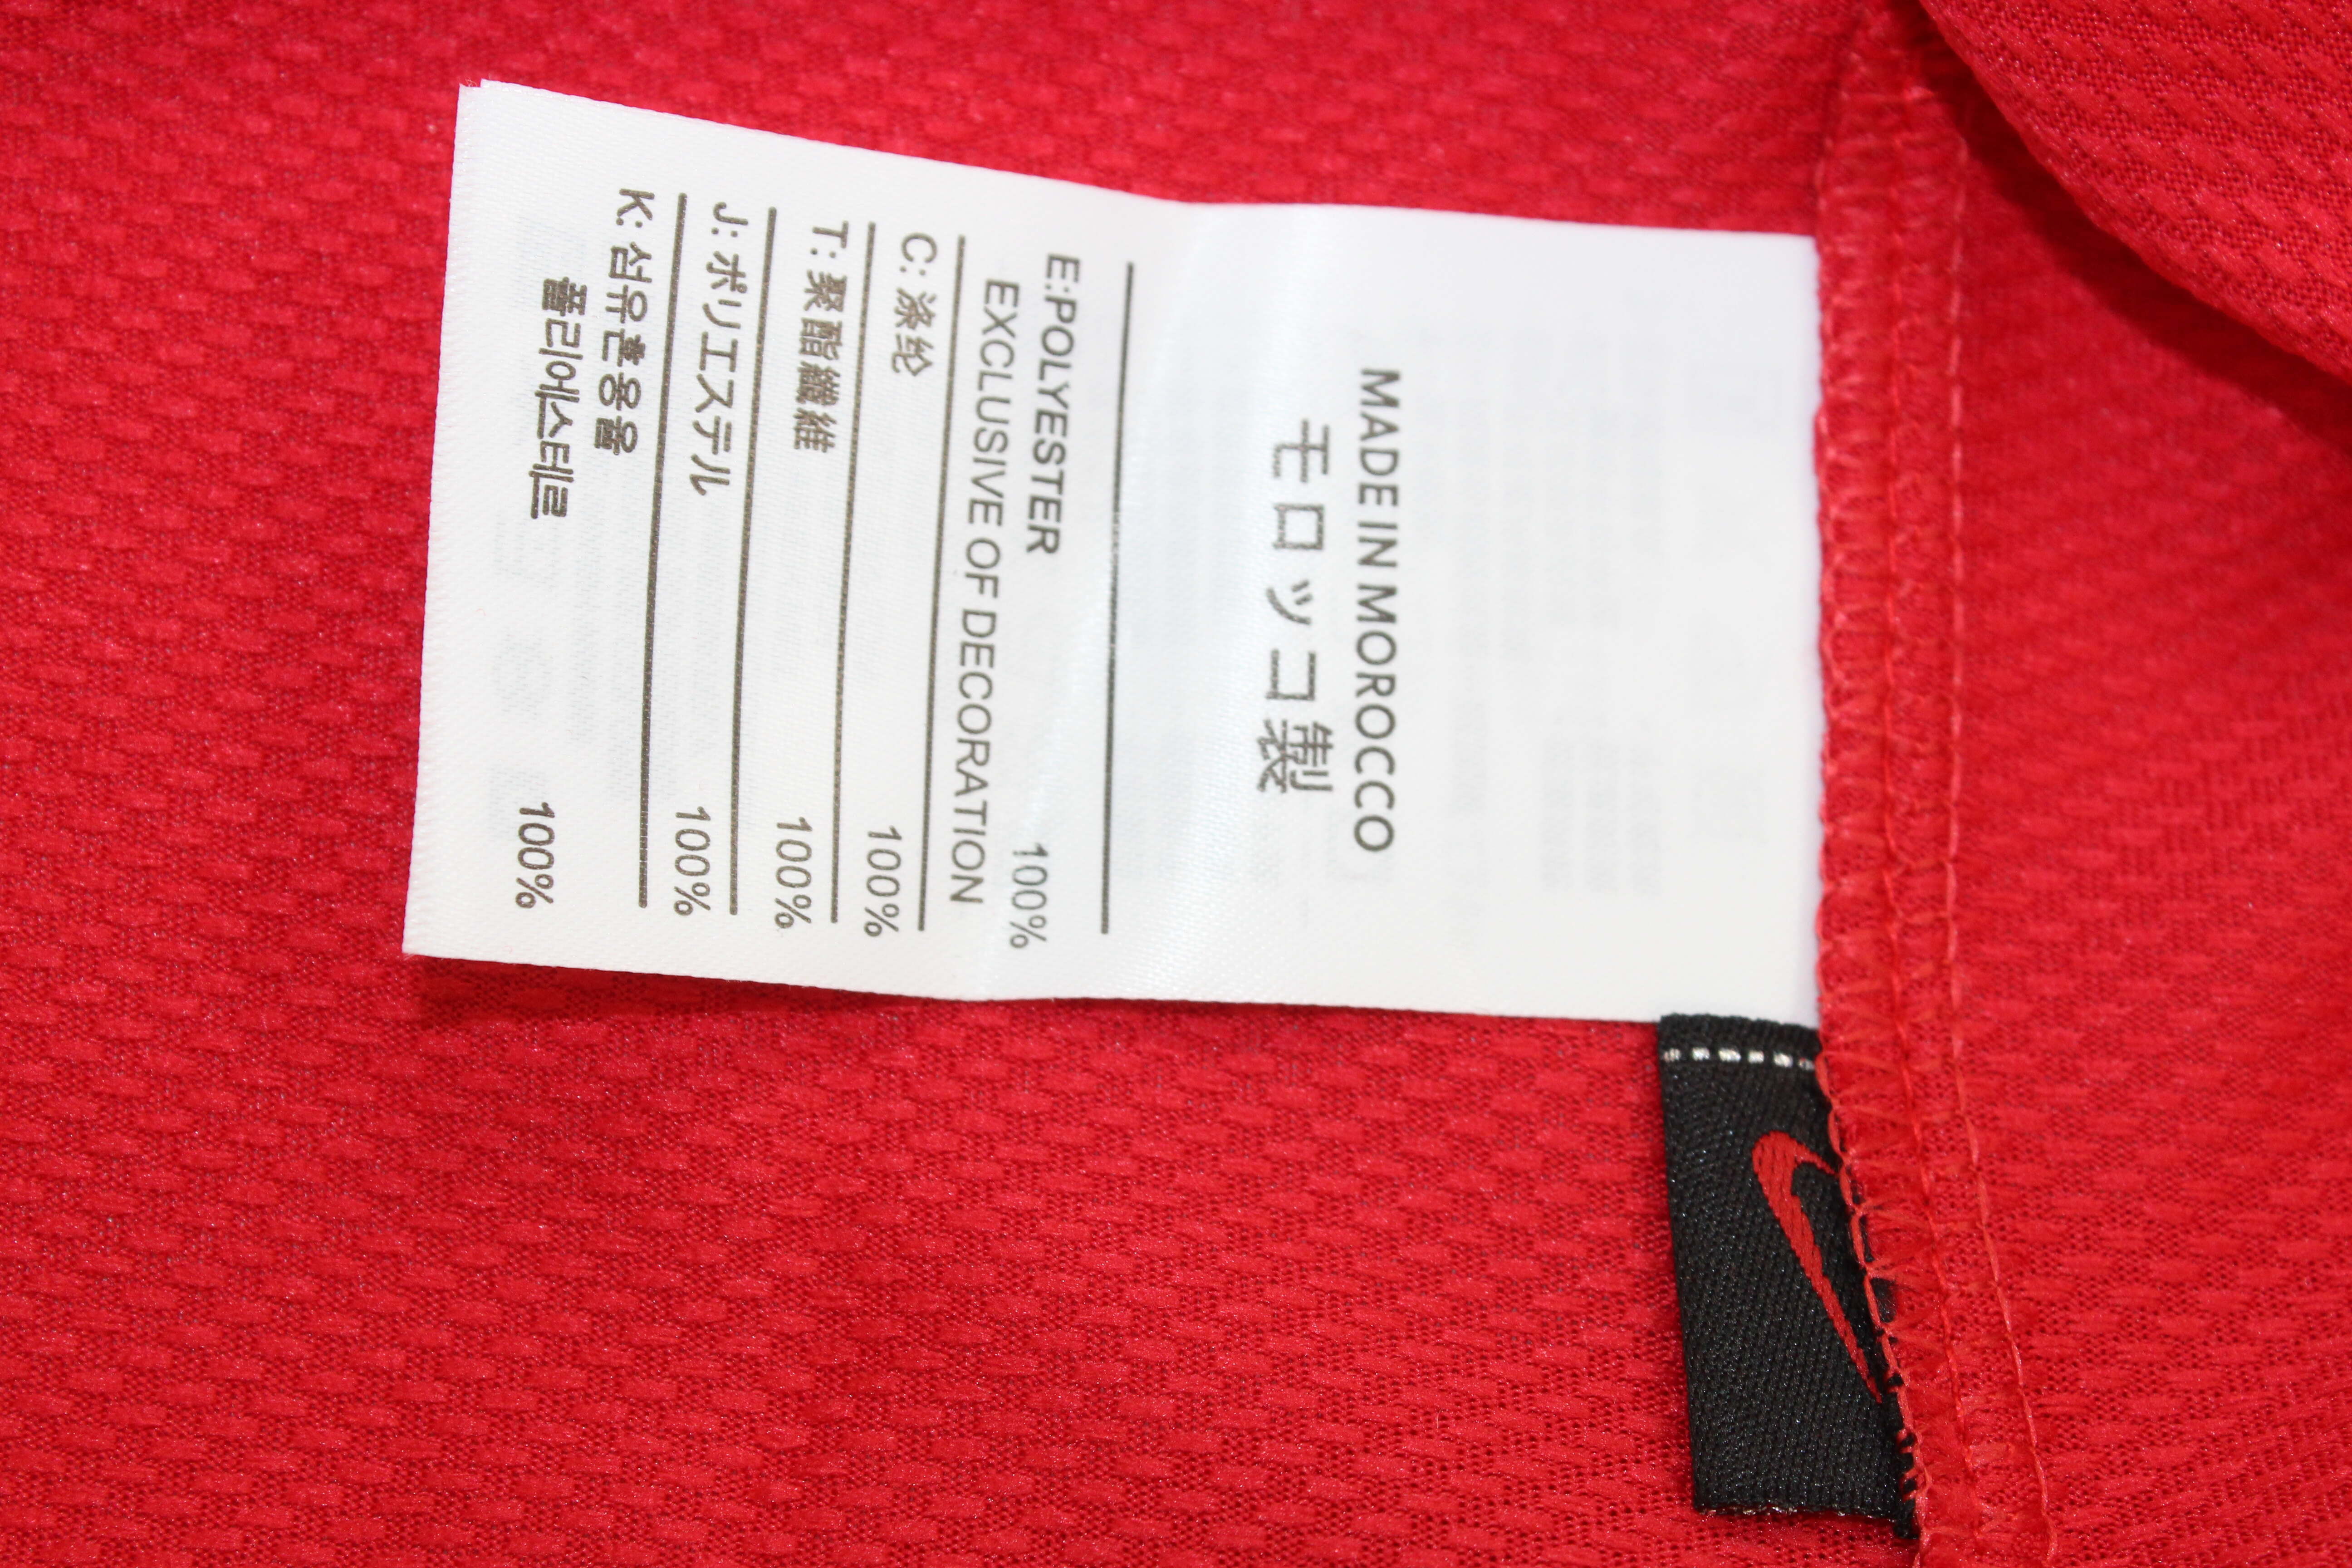 MADE IN MOROCCO
モロッコ製
E:POLYESTER 100%
EXCLUSIVE OF DECORATION
C: 涤纶 100%
T: 聚酯纖維 100%
J: ポリエステル 100%
K: 섬유혼용율
폴리에스테르 100%